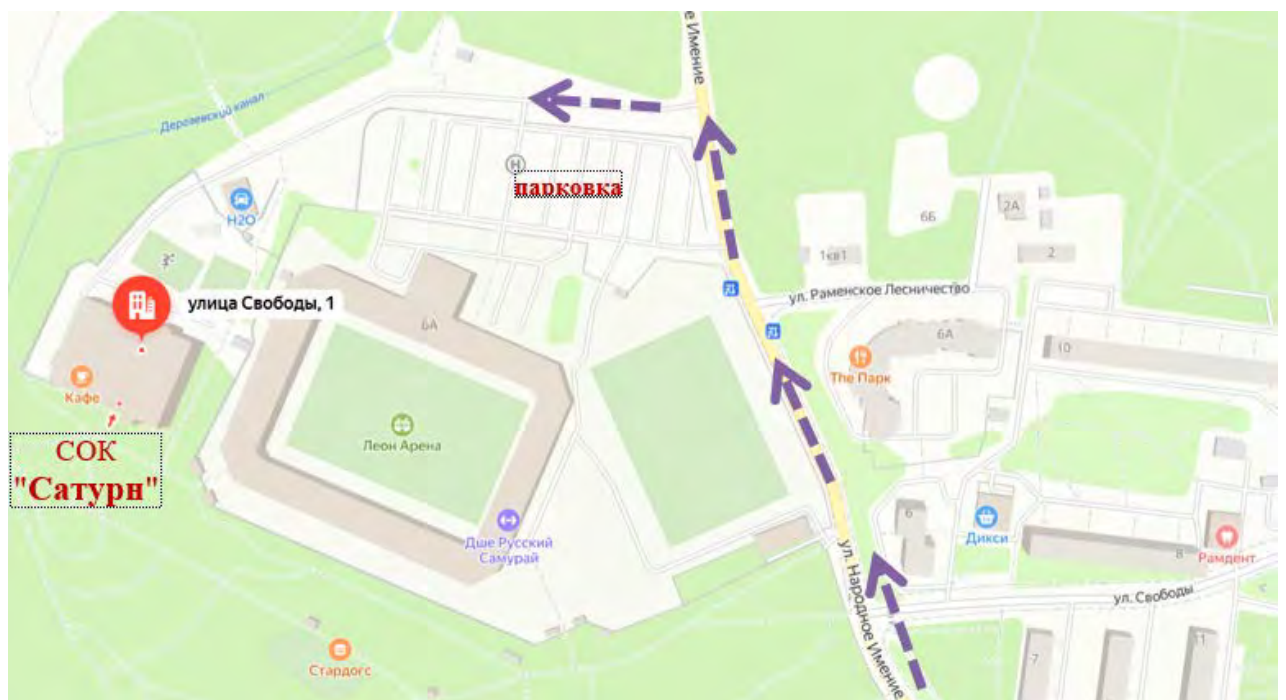 е Имение
Дергаевский канал
Н
парковка
Н2О
6Б
2А
1кв1
2
улица Свободы, 1
6А
ул. Раменское Лесничество
6А
10
The Парк
Кафе
Леон Арена
СОК
"Сатурн"
Дше Русский
Самурай
6
Дикси
8
Рамдент
ул. Народное Имение
ул. Свободы
Стардогс
7
11